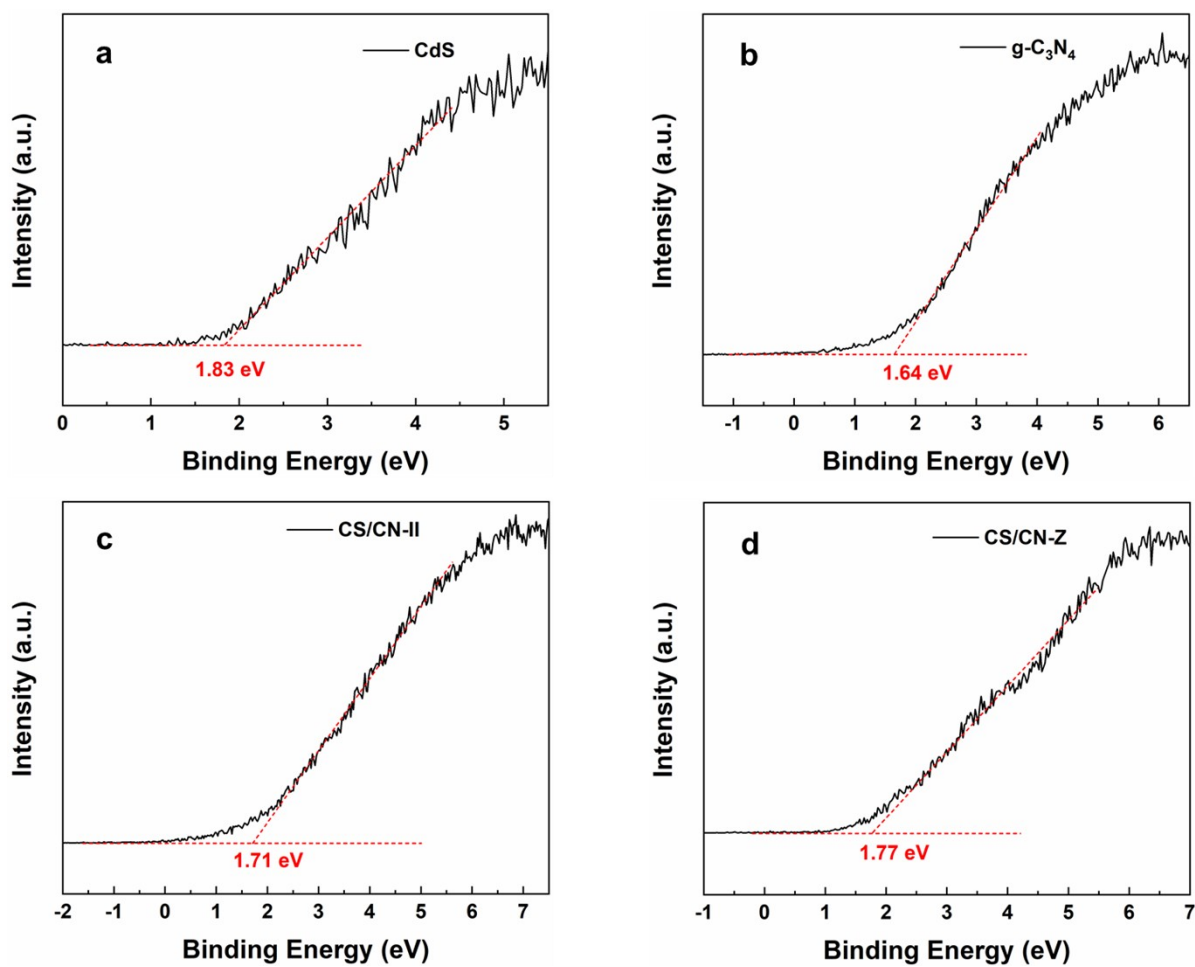 a
CdS
Intensity (a.u.)
1.83 eV
0 1 2 3 4 5
Binding Energy (eV)
b
g-C₃N₄
Intensity (a.u.)
1.64 eV
-1 0 1 2 3 4 5 6
Binding Energy (eV)
c
CS/CN-II
Intensity (a.u.)
1.71 eV
-2 -1 0 1 2 3 4 5 6 7
Binding Energy (eV)
d
CS/CN-Z
Intensity (a.u.)
1.77 eV
-1 0 1 2 3 4 5 6 7
Binding Energy (eV)